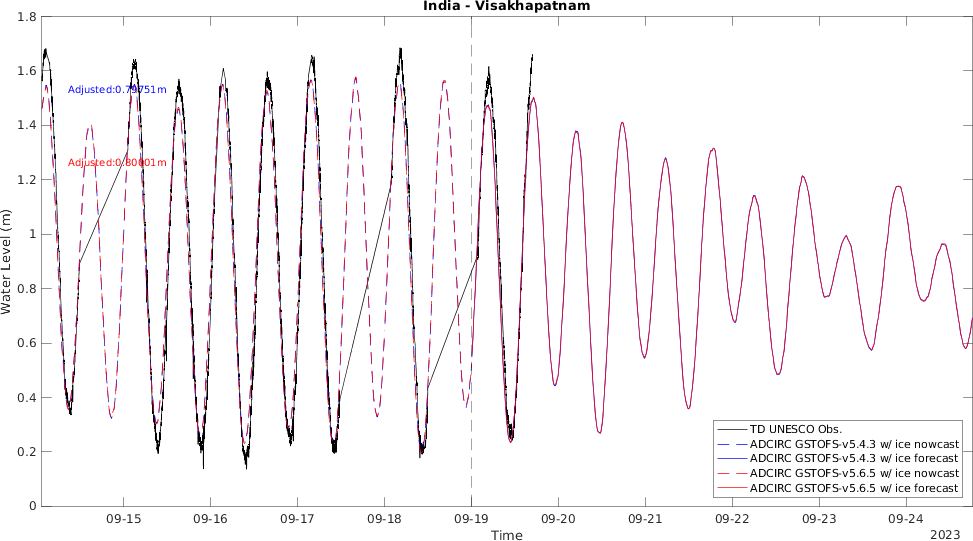 India - Visakhapatnam
1.8
1.6
1.4
1.2
1
0.8
0.6
0.4
0.2
0
Water Level (m)
Adjusted:0.79751m
Adjusted:0.80001m
TD UNESCO Obs.
ADCIRC GSTOFS-v5.4.3 w/ ice nowcast
ADCIRC GSTOFS-v5.4.3 w/ ice forecast
ADCIRC GSTOFS-v5.6.5 w/ ice nowcast
ADCIRC GSTOFS-v5.6.5 w/ ice forecast
09-15 09-16 09-17 09-18 09-19 09-20 09-21 09-22 09-23 09-24
Time
2023